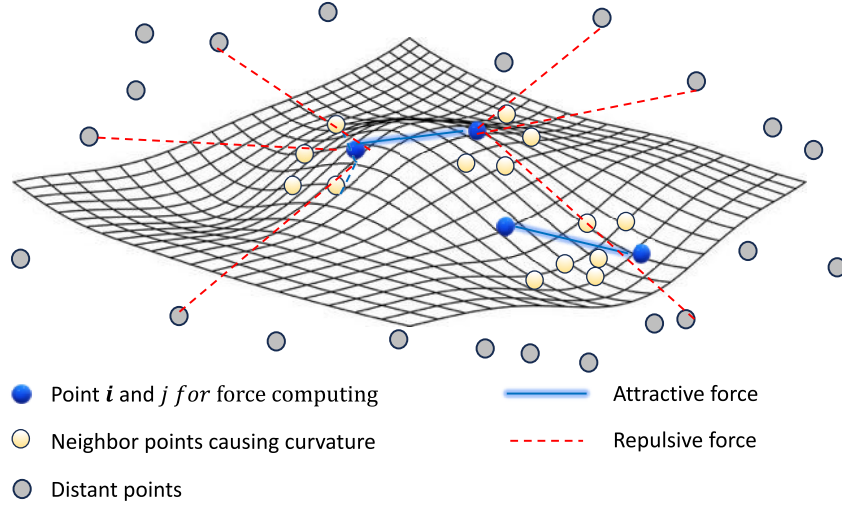 Point i and j for force computing
Attractive force
Neighbor points causing curvature
Repulsive force
Distant points